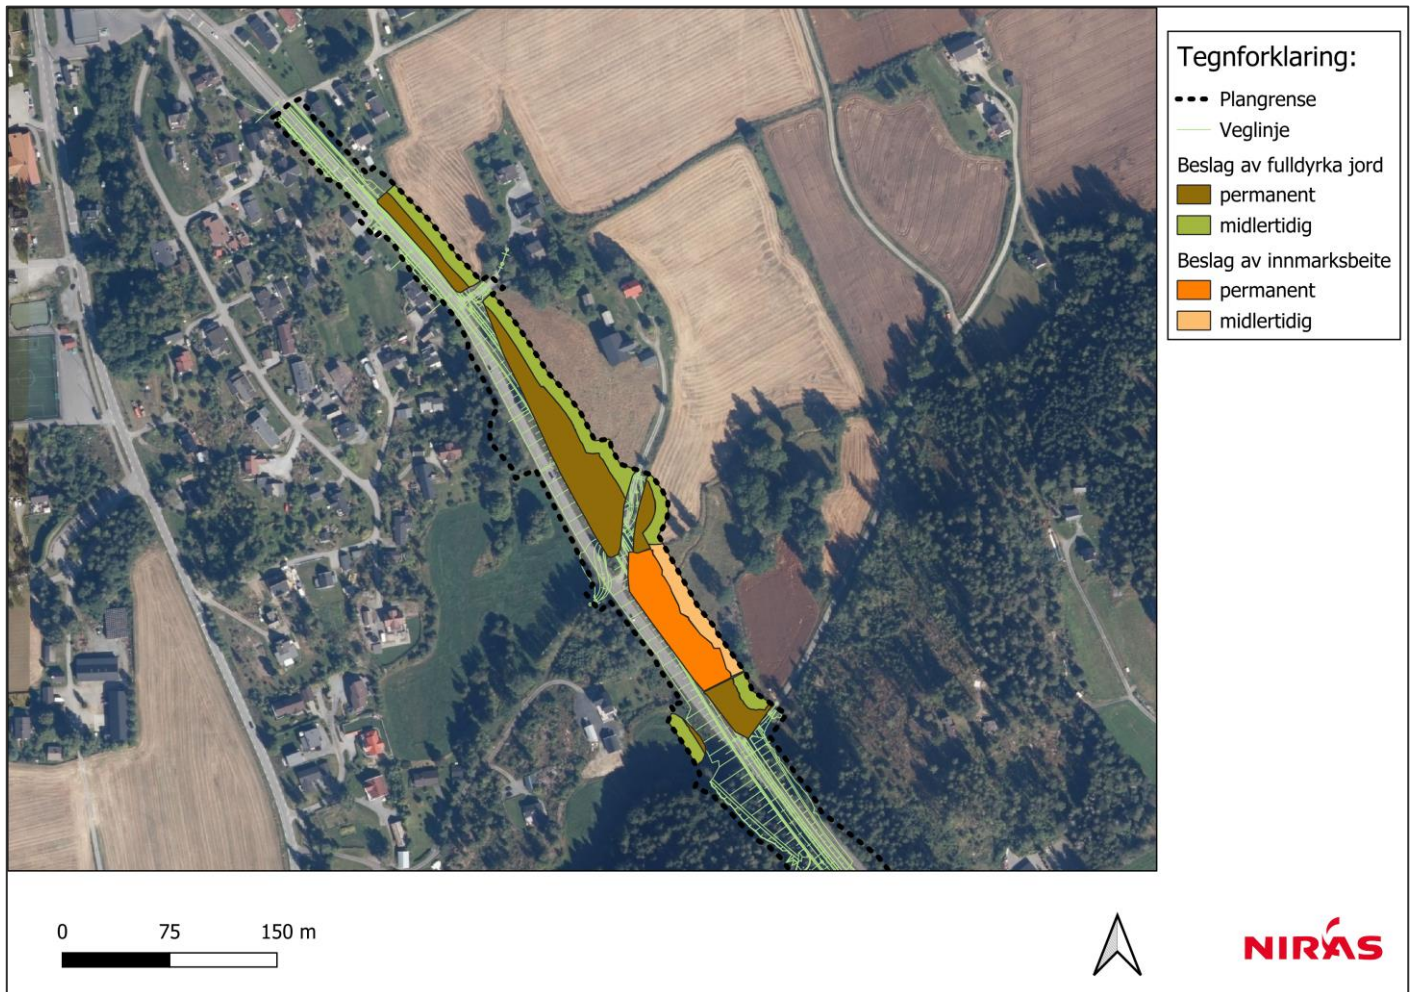 Tegnforklaring:
Plangrense
Veglinje
Beslag av fulldyrka jord
permanent
midlertidig
Beslag av innmarksbeite
permanent
midlertidig
0 75 150 m
NIRAS